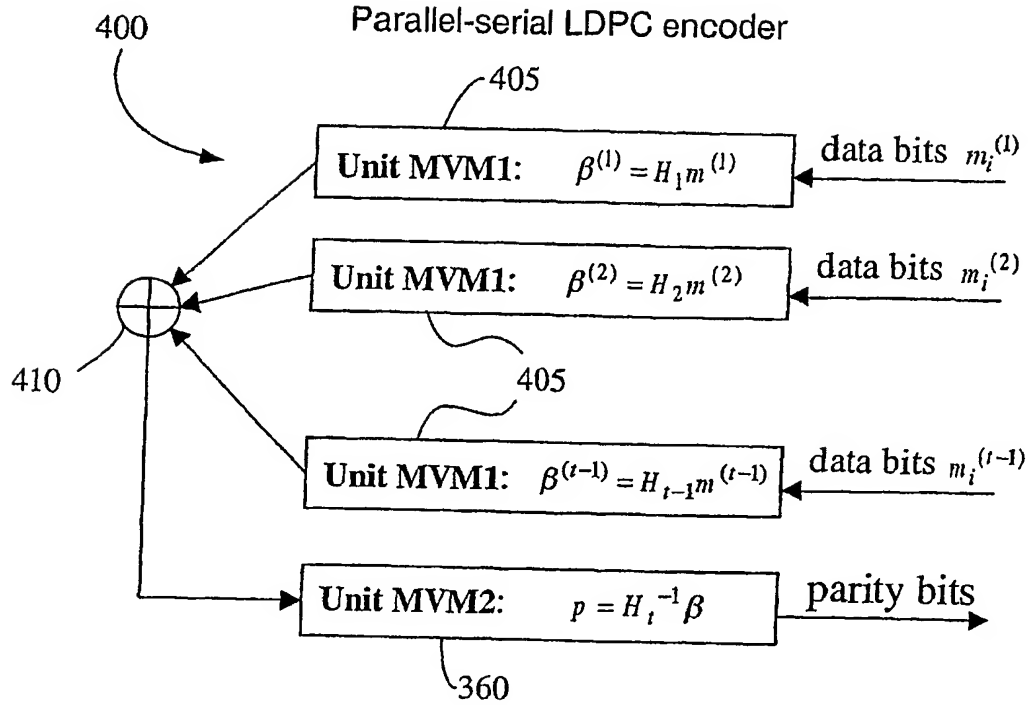 Parallel-serial LDPC encoder
400
405
Unit MVM1: β⁽¹⁾ = H₁m⁽¹⁾
data bits mᵢ⁽¹⁾
Unit MVM1: β⁽²⁾ = H₂m⁽²⁾
data bits mᵢ⁽²⁾
410
405
Unit MVM1: β⁽ᵗ⁻¹⁾ = Hₜ₋₁m⁽ᵗ⁻¹⁾
data bits mᵢ⁽ᵗ⁻¹⁾
Unit MVM2: p = Hₜ⁻¹β
parity bits
360